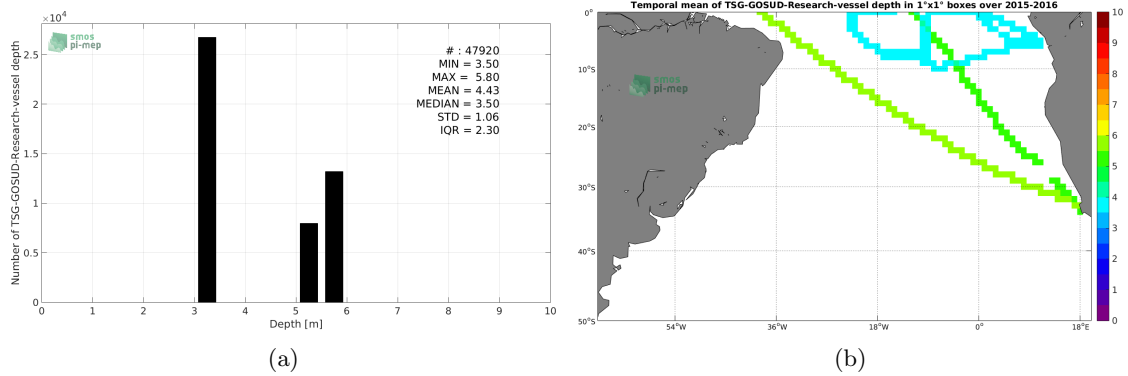 ×10⁴
smos
pi-mep
# : 47920
MIN = 3.50
MAX = 5.80
MEAN = 4.43
MEDIAN = 3.50
STD = 1.06
IQR = 2.30
Number of TSG-GOSUD-Research-vessel depth
2.5
2
1.5
1
0.5
0
0 1 2 3 4 5 6 7 8 9 10
Depth [m]
(a)
Temporal mean of TSG-GOSUD-Research-vessel depth in 1°x1° boxes over 2015-2016
smos
pi-mep
0°
10°S
20°S
30°S
40°S
50°S
54°W 36°W 18°W 0° 18°E
10
9
8
7
6
5
4
3
2
1
0
(b)